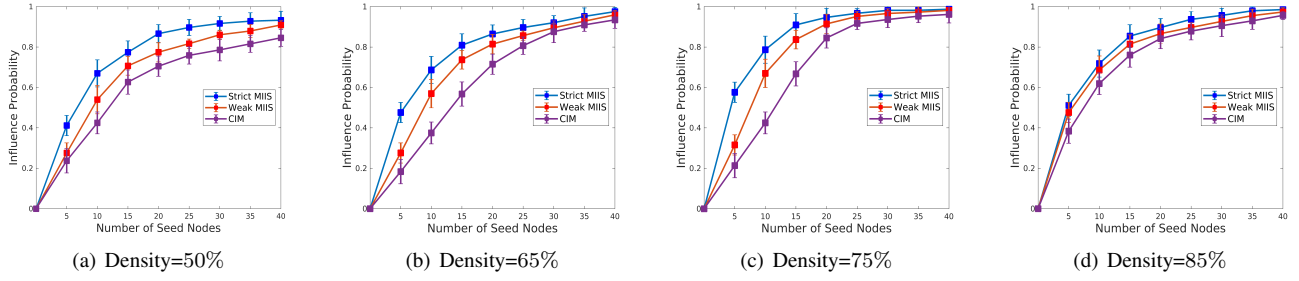 1
0.8
0.6
0.4
0.2
0
Influence Probability
5 10 15 20 25 30 35 40
Number of Seed Nodes
Strict MIIS
Weak MIIS
CIM
(a) Density=50%
1
0.8
0.6
0.4
0.2
0
Influence Probability
5 10 15 20 25 30 35 40
Number of Seed Nodes
Strict MIIS
Weak MIIS
CIM
(b) Density=65%
1
0.8
0.6
0.4
0.2
0
Influence Probability
5 10 15 20 25 30 35 40
Number of Seed Nodes
Strict MIIS
Weak MIIS
CIM
(c) Density=75%
1
0.8
0.6
0.4
0.2
0
Influence Probability
5 10 15 20 25 30 35 40
Number of Seed Nodes
Strict MIIS
Weak MIIS
CIM
(d) Density=85%